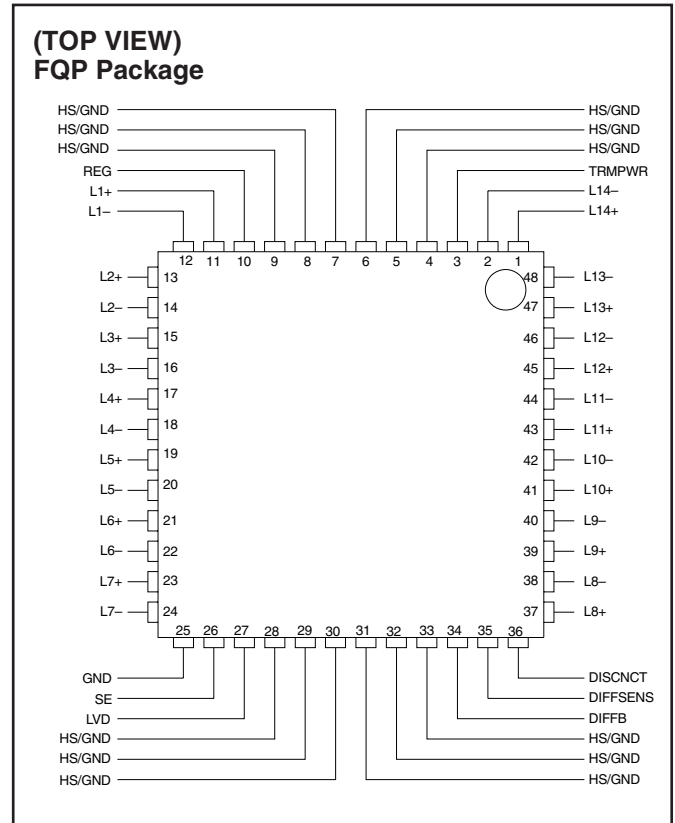 (TOP VIEW)
FQP Package
HS/GND HS/GND
HS/GND HS/GND
HS/GND HS/GND
REG TRMPWR
L1+ L14–
L1– L14+
12 11 10 9 8 7 6 5 4 3 2 1
L2+ 13 48 L13–
L2– 14 47 L13+
L3+ 15 46 L12–
L3– 16 45 L12+
L4+ 17 44 L11–
L4– 18 43 L11+
L5+ 19 42 L10–
L5– 20 41 L10+
L6+ 21 40 L9–
L6– 22 39 L9+
L7+ 23 38 L8–
L7– 24 37 L8+
25 26 27 28 29 30 31 32 33 34 35 36
GND DISCNCT
SE DIFFSENS
LVD DIFFB
HS/GND HS/GND
HS/GND HS/GND
HS/GND HS/GND